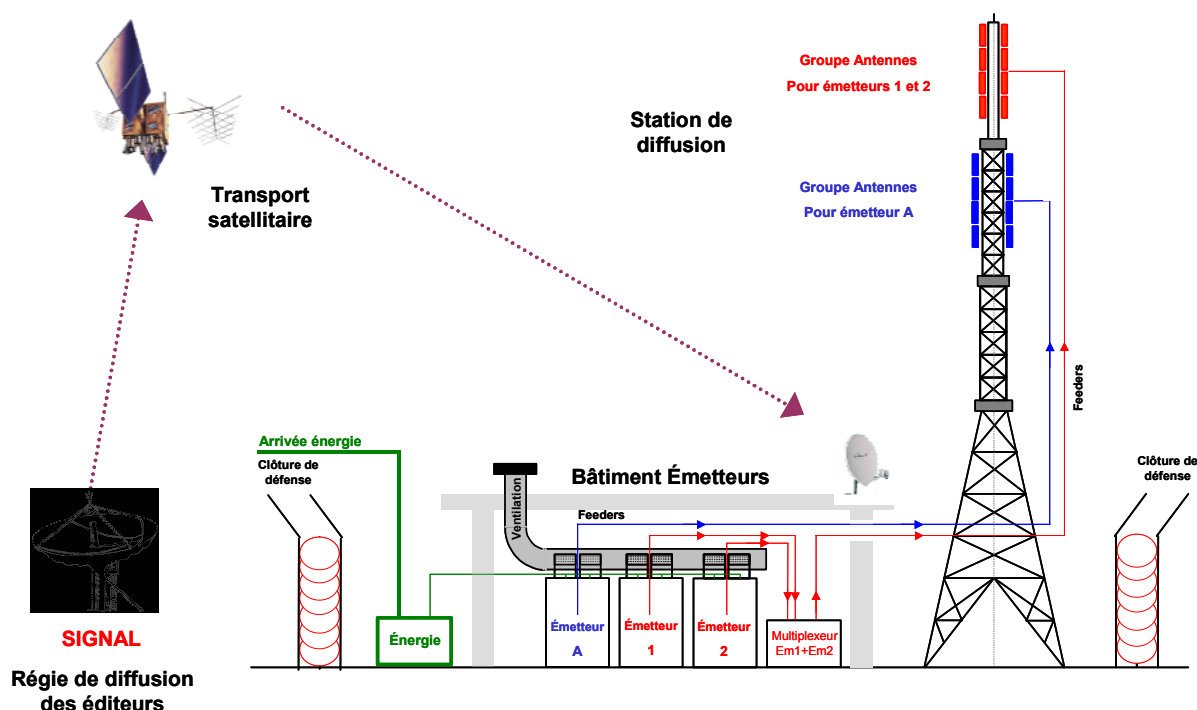 Groupe Antennes
Pour émetteurs 1 et 2
Station de
diffusion
Groupe Antennes
Pour émetteur A
Transport
satellitaire
Feeders
Arrivée énergie
Clôture de
défense
Bâtiment Émetteurs
Clôture de
défense
Ventilation
Feeders
SIGNAL
Régie de diffusion
des éditeurs
Énergie
Émetteur
A
Émetteur
1
Émetteur
2
Multiplexeur
Em1+Em2